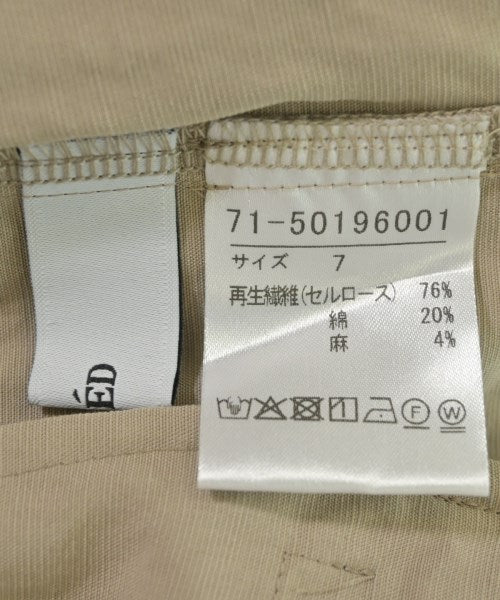 71-50196001
サイズ 7
再生繊維(セルロース) 76%
綿 20%
麻 4%
F W
ÉD